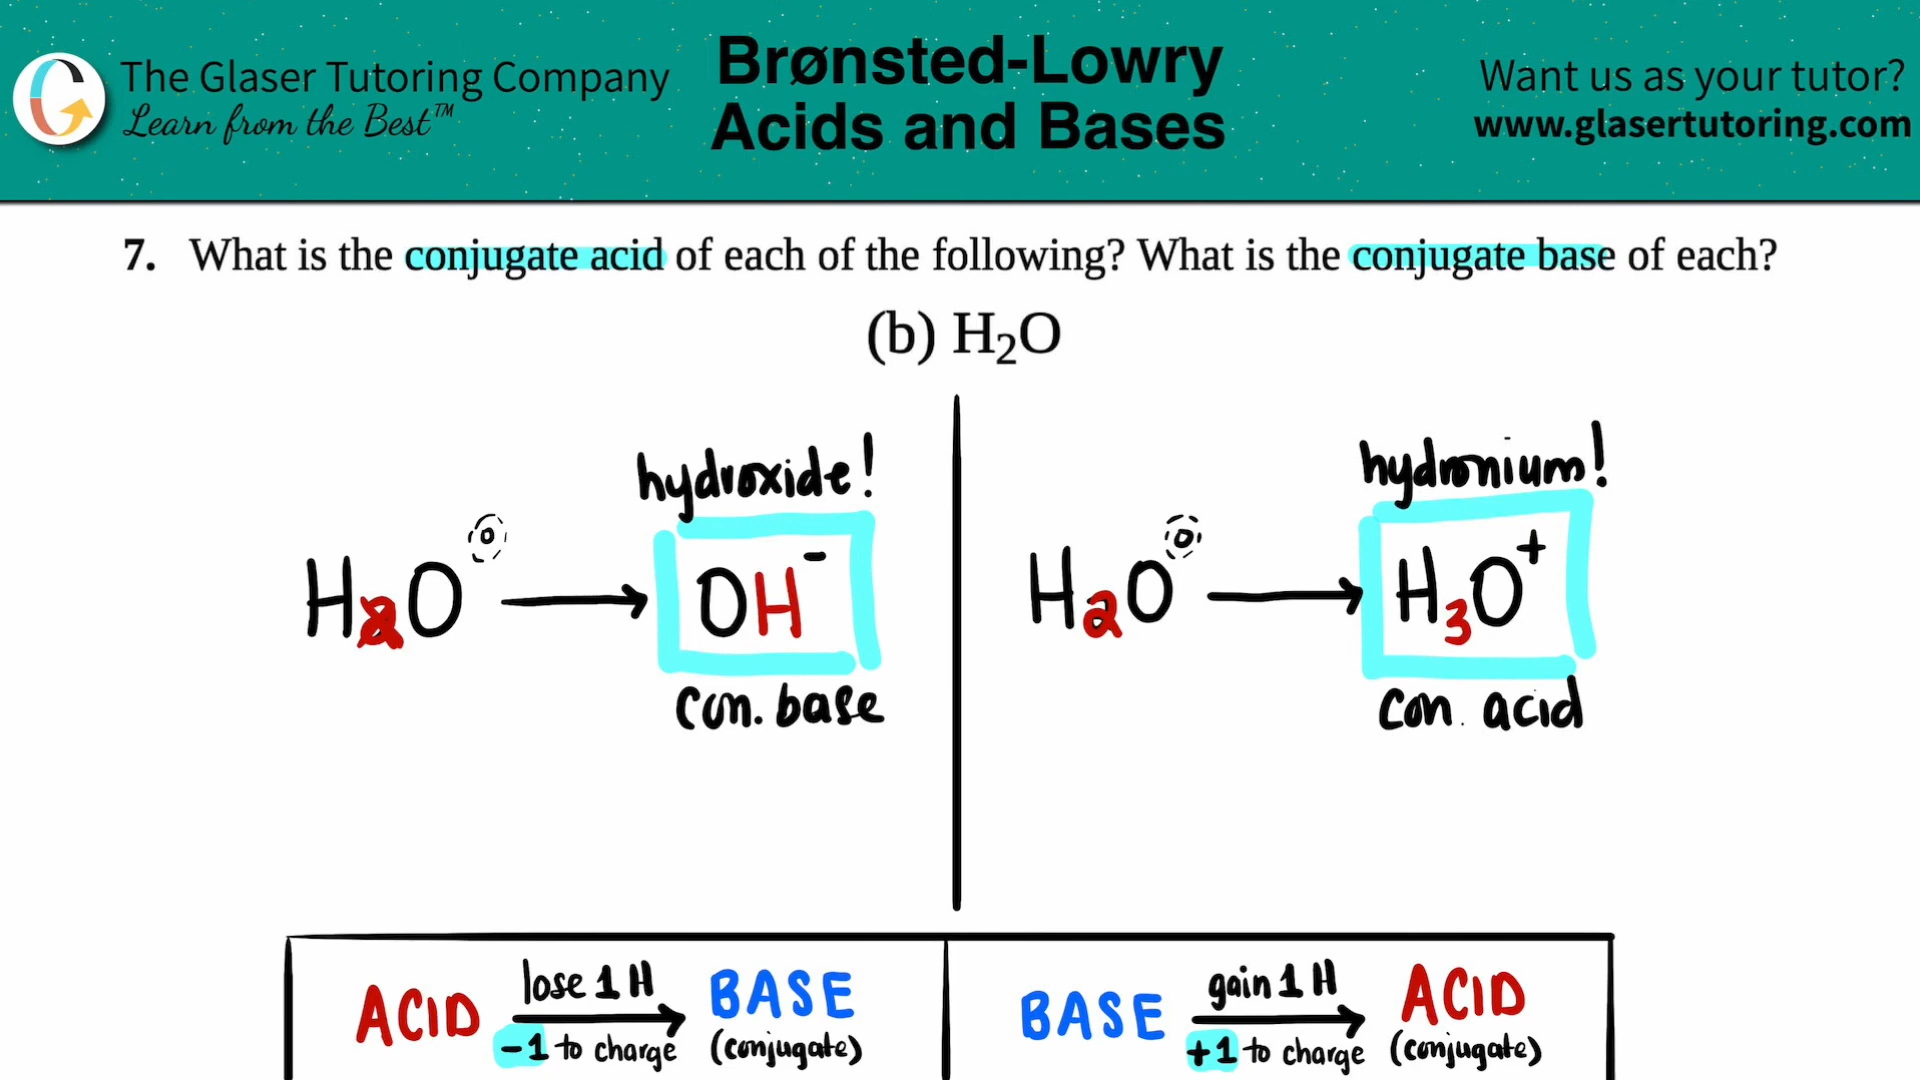 The Glaser Tutoring Company
Learn from the Best™
Brønsted-Lowry
Acids and Bases
Want us as your tutor?
www.glasertutoring.com
7. What is the conjugate acid of each of the following? What is the conjugate base of each?
(b) H₂O
hydroxide!
H₂O⁰ → OH⁻
con. base
hydronium!
H₂O⁰ → H₃O⁺
con. acid
ACID lose 1 H BASE
-1 to charge (conjugate)
BASE gain 1 H ACID
+1 to charge (conjugate)